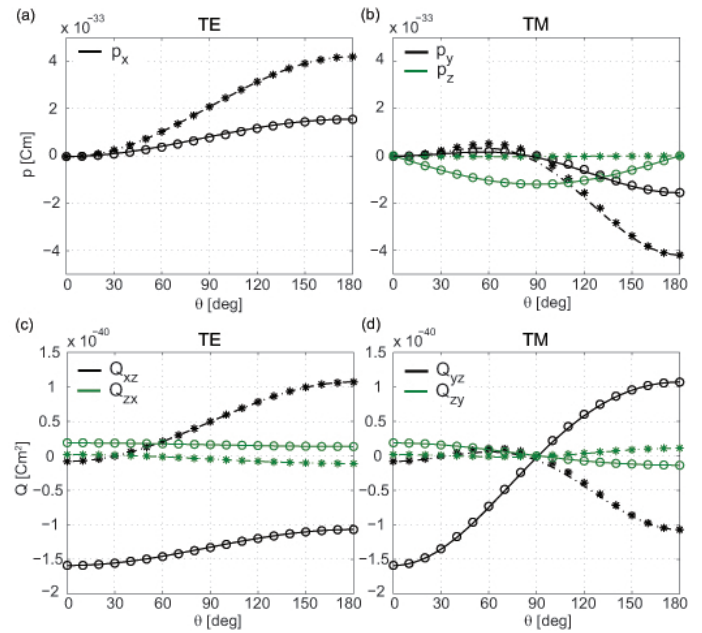 (a) TE
× 10⁻³³
p_x
p [Cm]
4
2
0
−2
−4
0 30 60 90 120 150 180
θ [deg]
(b) TM
× 10⁻³³
p_y
p_z
4
2
0
−2
−4
0 30 60 90 120 150 180
θ [deg]
(c) TE
× 10⁻⁴⁰
Q_xz
Q_zx
Q [Cm²]
1.5
1
0.5
0
−0.5
−1
−1.5
−2
0 30 60 90 120 150 180
θ [deg]
(d) TM
× 10⁻⁴⁰
Q_yz
Q_zy
1.5
1
0.5
0
−0.5
−1
−1.5
−2
0 30 60 90 120 150 180
θ [deg]